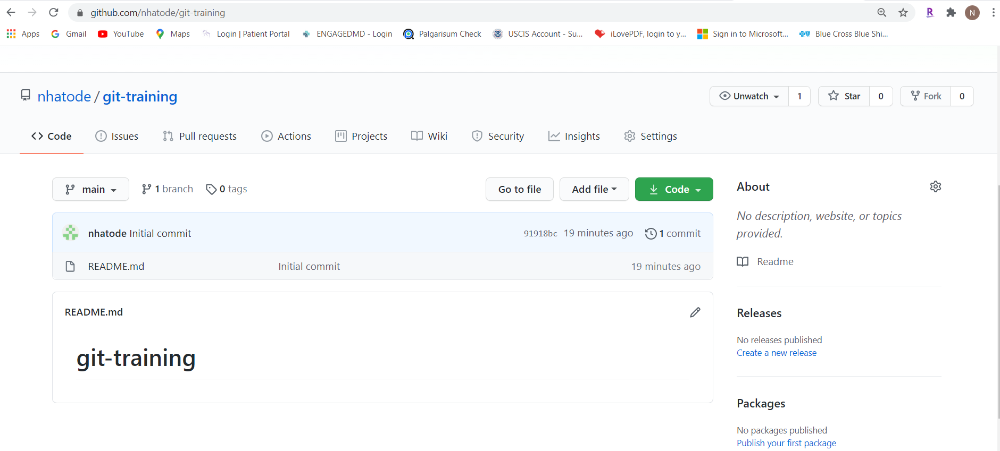 github.com/nhatode/git-training
N
Apps Gmail YouTube Maps Login | Patient Portal ENGAGEDMD - Login Palgarisum Check USCIS Account - Su... iLovePDF, login to y... Sign in to Microsoft... Blue Cross Blue Shi...
nhatode / git-training
Unwatch 1 Star 0 Fork 0
Code Issues Pull requests Actions Projects Wiki Security Insights Settings
main 1 branch 0 tags Go to file Add file Code
nhatode Initial commit 91918bc 19 minutes ago 1 commit
README.md Initial commit 19 minutes ago
README.md
git-training
About
No description, website, or topics
provided.
Readme
Releases
No releases published
Create a new release
Packages
No packages published
Publish your first package